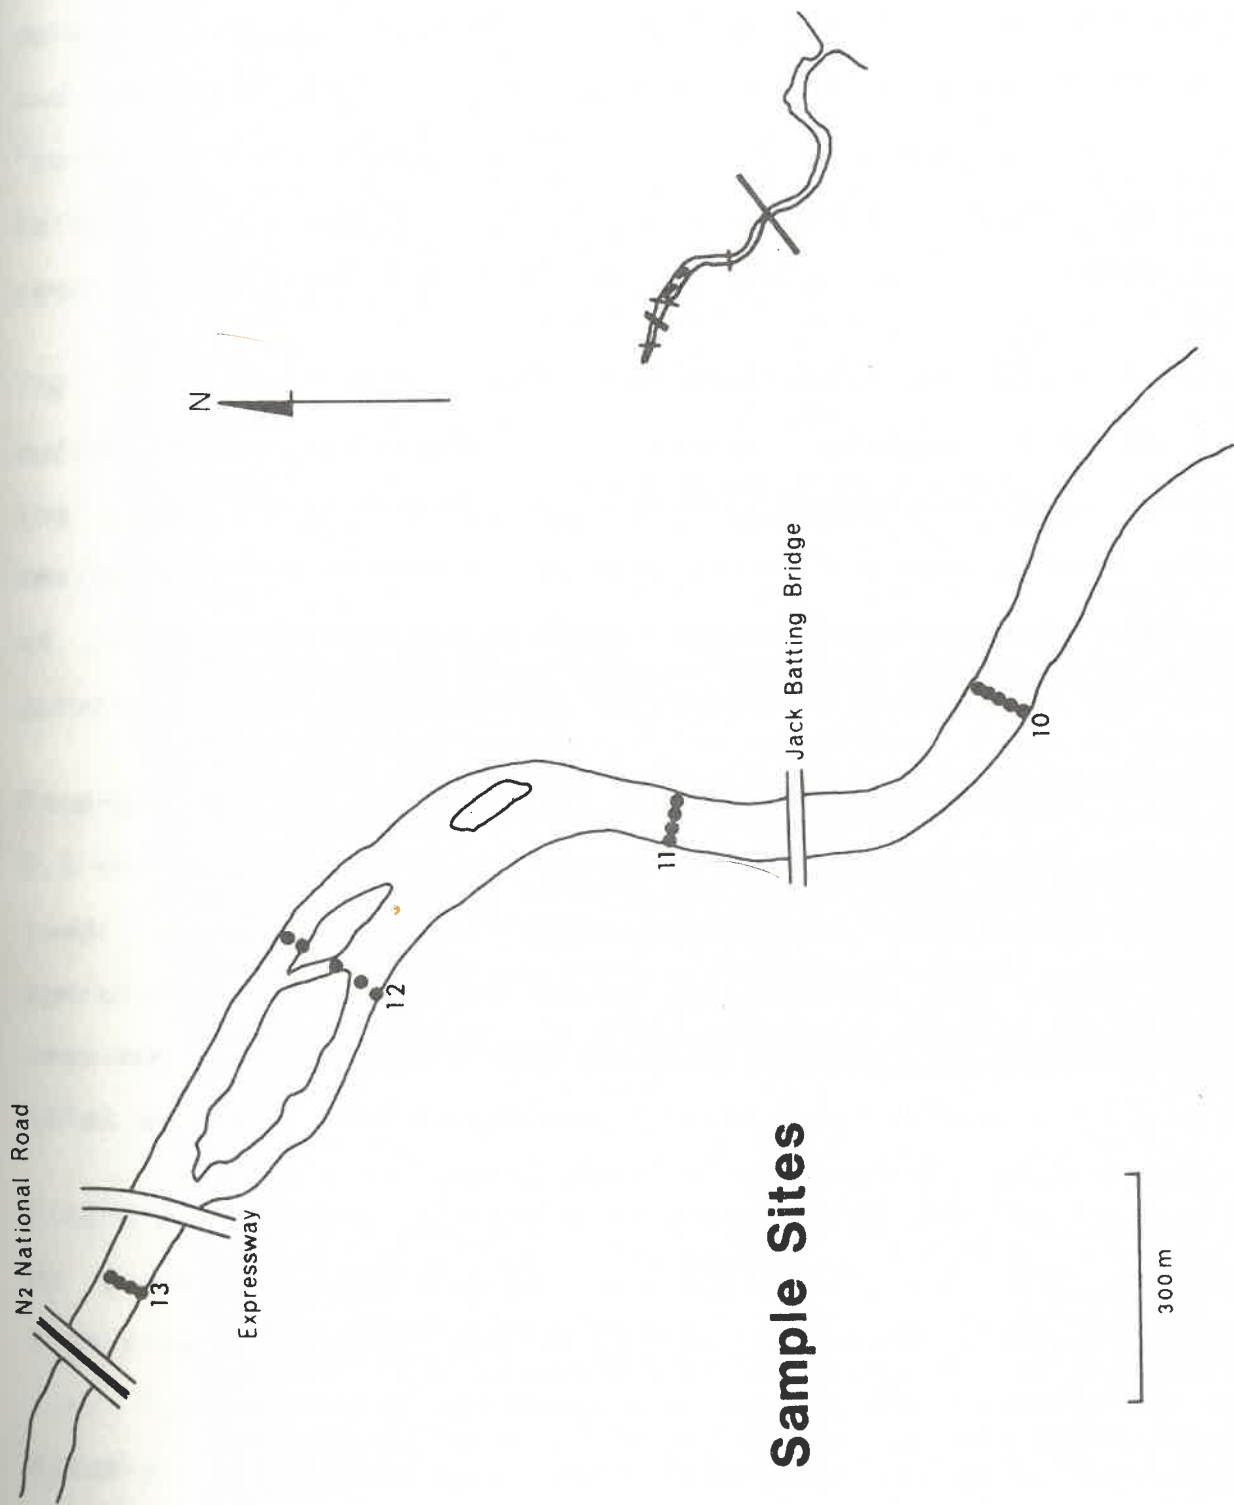 N
N2 National Road
Expressway
13
12
11
Jack Batting Bridge
10
Sample Sites
300 m